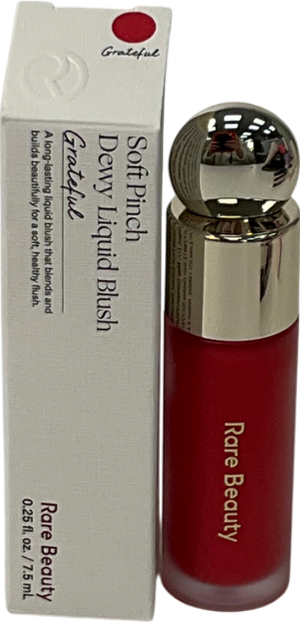 Grateful
Soft Pinch
Dewy Liquid Blush
Grateful
A long-lasting liquid blush that blends and
builds beautifully for a soft, healthy flush.
Rare Beauty
0.25 fl. oz. / 7.5 mL
Rare Beauty